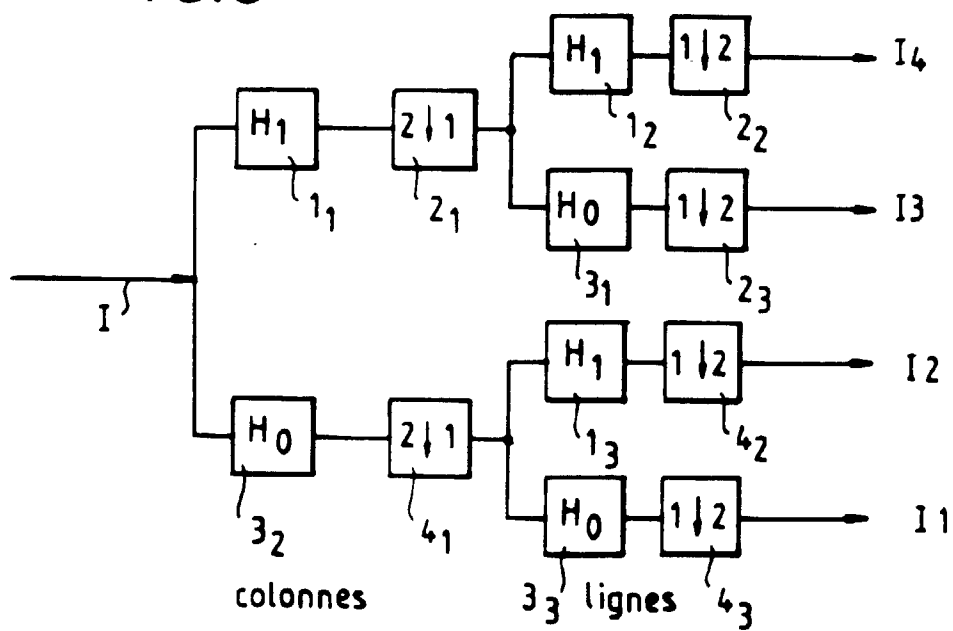 H1 1↓2 I4
1₂ 2₂
H1 2↓1
1₁ 2₁
H0 1↓2 I3
3₁ 2₃
I
H1 1↓2 I2
1₃ 4₂
H0 2↓1
3₂ 4₁
H0 1↓2 I1
3₃ 4₃
colonnes lignes